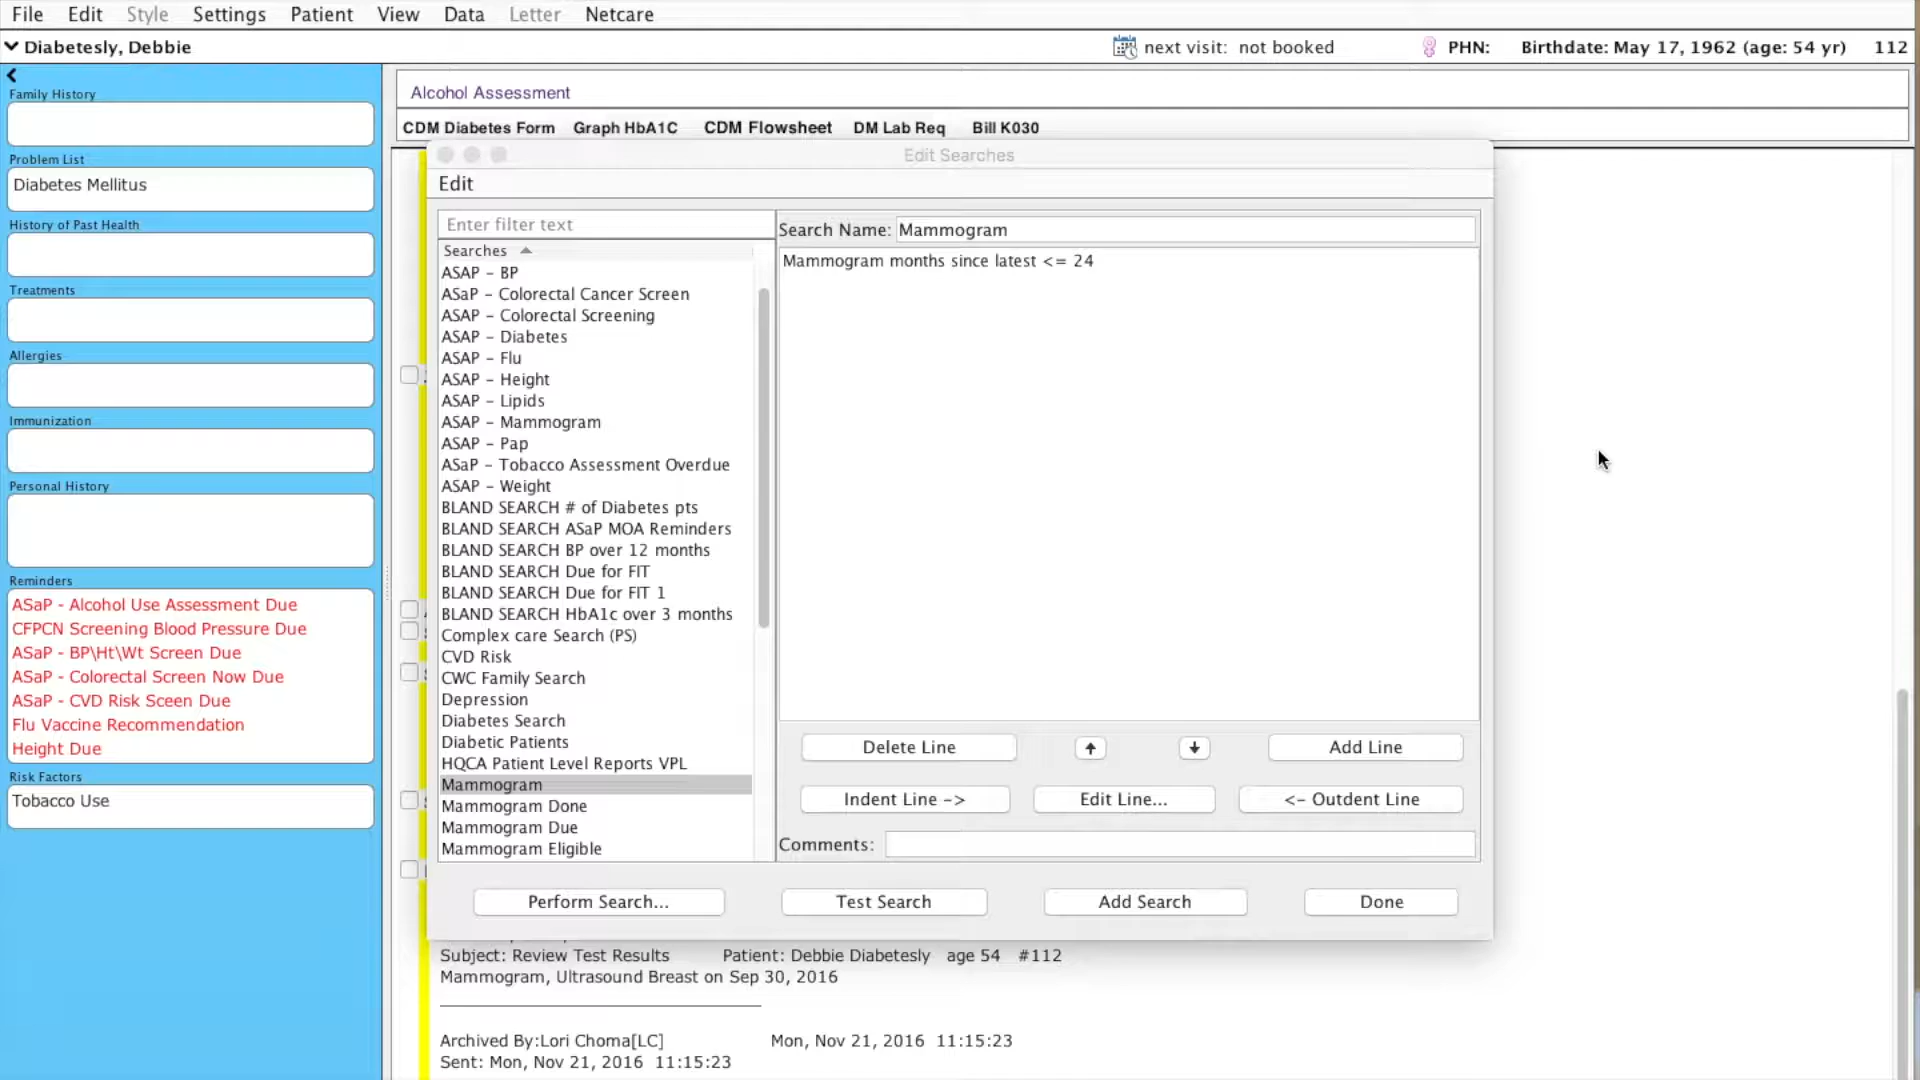 File Edit Style Settings Patient View Data Letter Netcare
Diabetesly, Debbie next visit: not booked PHN: Birthdate: May 17, 1962 (age: 54 yr) 112
Family History
Problem List
Diabetes Mellitus
History of Past Health
Treatments
Allergies
Immunization
Personal History
Reminders
ASaP - Alcohol Use Assessment Due
CFPCN Screening Blood Pressure Due
ASaP - BP\Ht\Wt Screen Due
ASaP - Colorectal Screen Now Due
ASaP - CVD Risk Sceen Due
Flu Vaccine Recommendation
Height Due
Risk Factors
Tobacco Use
Alcohol Assessment
CDM Diabetes Form Graph HbA1C CDM Flowsheet DM Lab Req Bill K030
Edit Searches
Edit
Enter filter text
Searches
ASAP - BP
ASaP - Colorectal Cancer Screen
ASAP - Colorectal Screening
ASAP - Diabetes
ASAP - Flu
ASAP - Height
ASAP - Lipids
ASAP - Mammogram
ASAP - Pap
ASaP - Tobacco Assessment Overdue
ASAP - Weight
BLAND SEARCH # of Diabetes pts
BLAND SEARCH ASaP MOA Reminders
BLAND SEARCH BP over 12 months
BLAND SEARCH Due for FIT
BLAND SEARCH Due for FIT 1
BLAND SEARCH HbA1c over 3 months
Complex care Search (PS)
CVD Risk
CWC Family Search
Depression
Diabetes Search
Diabetic Patients
HQCA Patient Level Reports VPL
Mammogram
Mammogram Done
Mammogram Due
Mammogram Eligible
Search Name: Mammogram
Mammogram months since latest <= 24
Delete Line Add Line
Indent Line -> Edit Line... <- Outdent Line
Comments:
Perform Search... Test Search Add Search Done
Subject: Review Test Results Patient: Debbie Diabetesly age 54 #112
Mammogram, Ultrasound Breast on Sep 30, 2016
Archived By:Lori Choma[LC] Mon, Nov 21, 2016 11:15:23
Sent: Mon, Nov 21, 2016 11:15:23